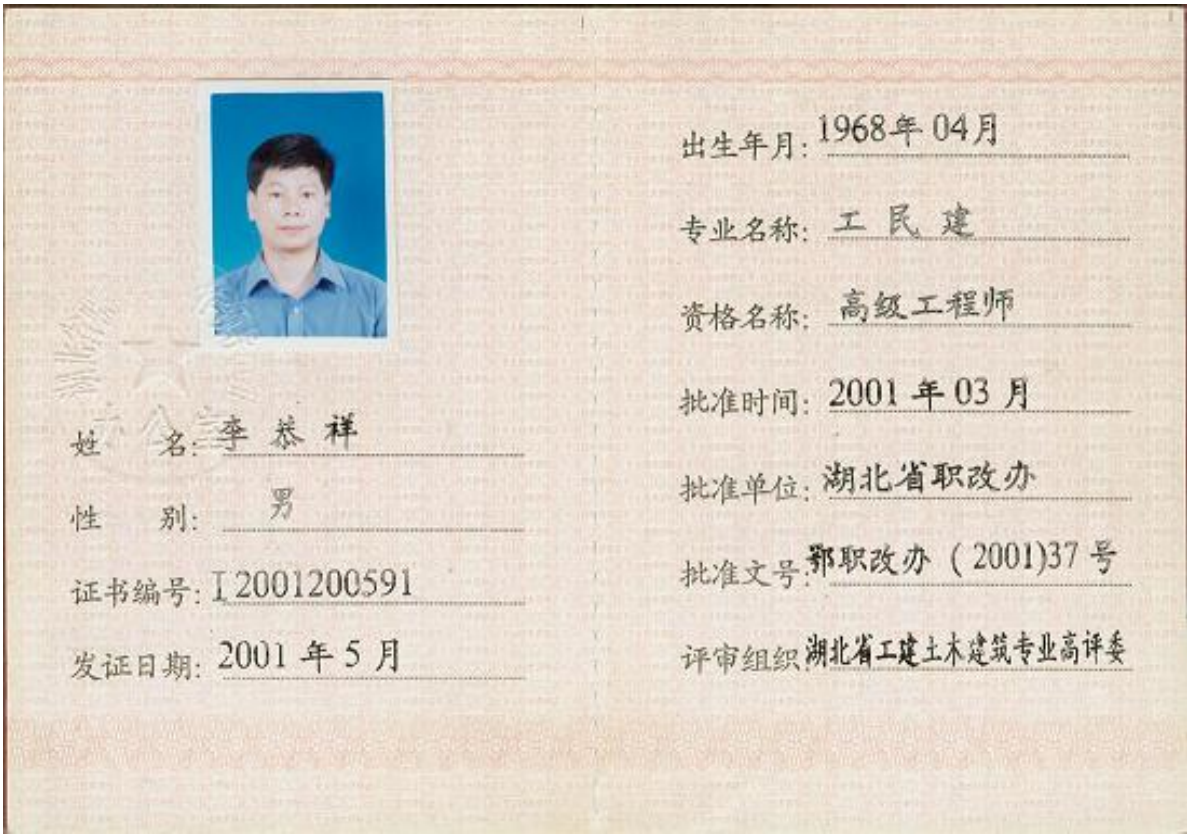 姓 名: 李恭祥
性 别: 男
证书编号: I2001200591
发证日期: 2001年5月
出生年月: 1968年04月
专业名称: 工民建
资格名称: 高级工程师
批准时间: 2001年03月
批准单位: 湖北省职改办
批准文号: 鄂职改办(2001)37号
评审组织 湖北省工建土木建筑专业高评委